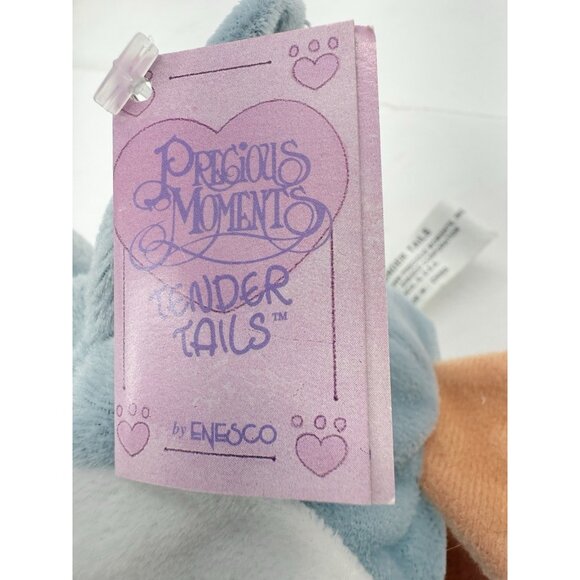 PRECIOUS
MOMENTS
TENDER
TAILS™
by ENESCO